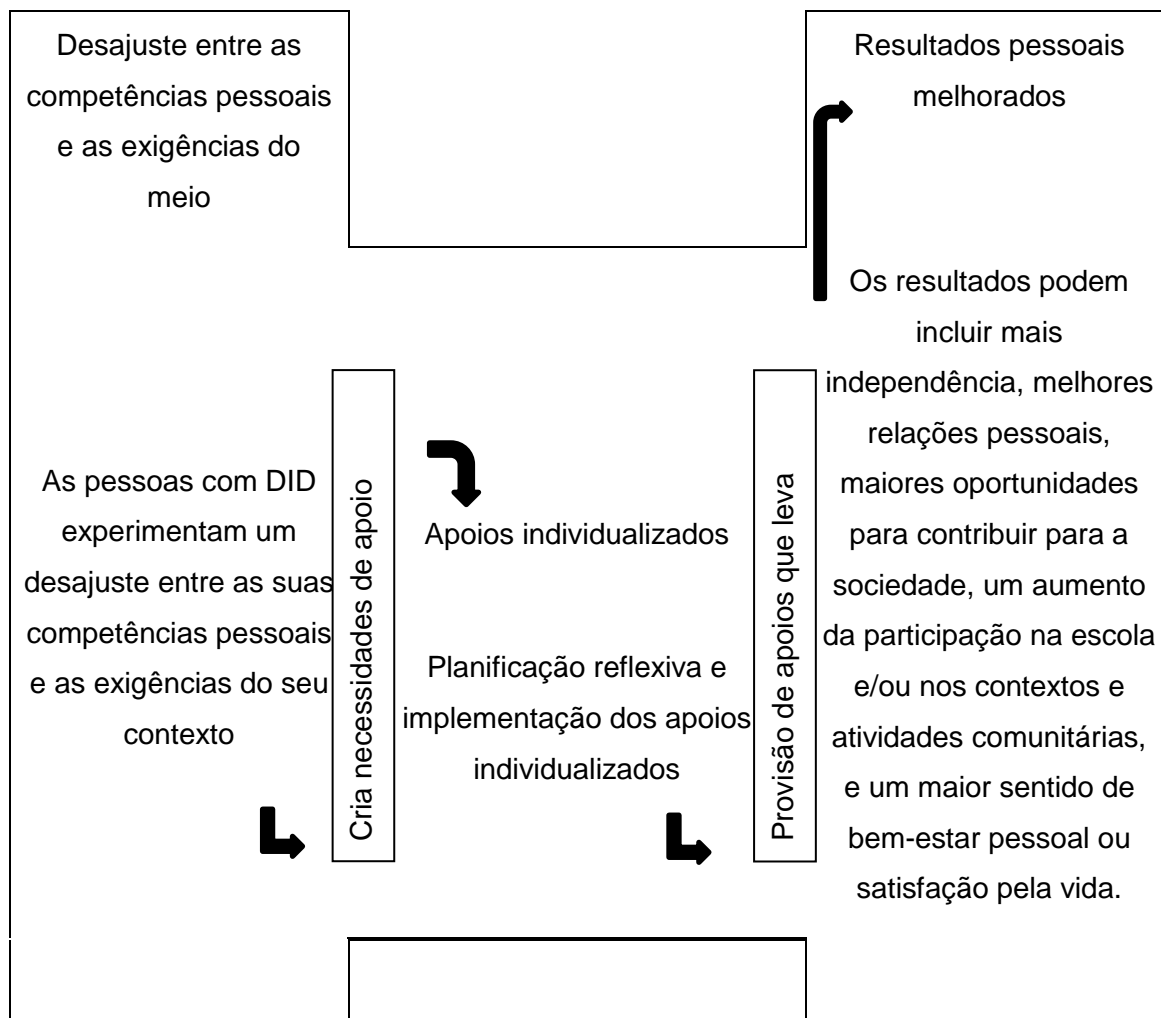 Desajuste entre as
competências pessoais
e as exigências do
meio
As pessoas com DID
experimentam um
desajuste entre as suas
competências pessoais
e as exigências do seu
contexto
Cria necessidades de apoio
Apoios individualizados
Planificação reflexiva e
implementação dos apoios
individualizados
Provisão de apoios que leva
Resultados pessoais
melhorados
Os resultados podem
incluir mais
independência, melhores
relações pessoais,
maiores oportunidades
para contribuir para a
sociedade, um aumento
da participação na escola
e/ou nos contextos e
atividades comunitárias,
e um maior sentido de
bem-estar pessoal ou
satisfação pela vida.